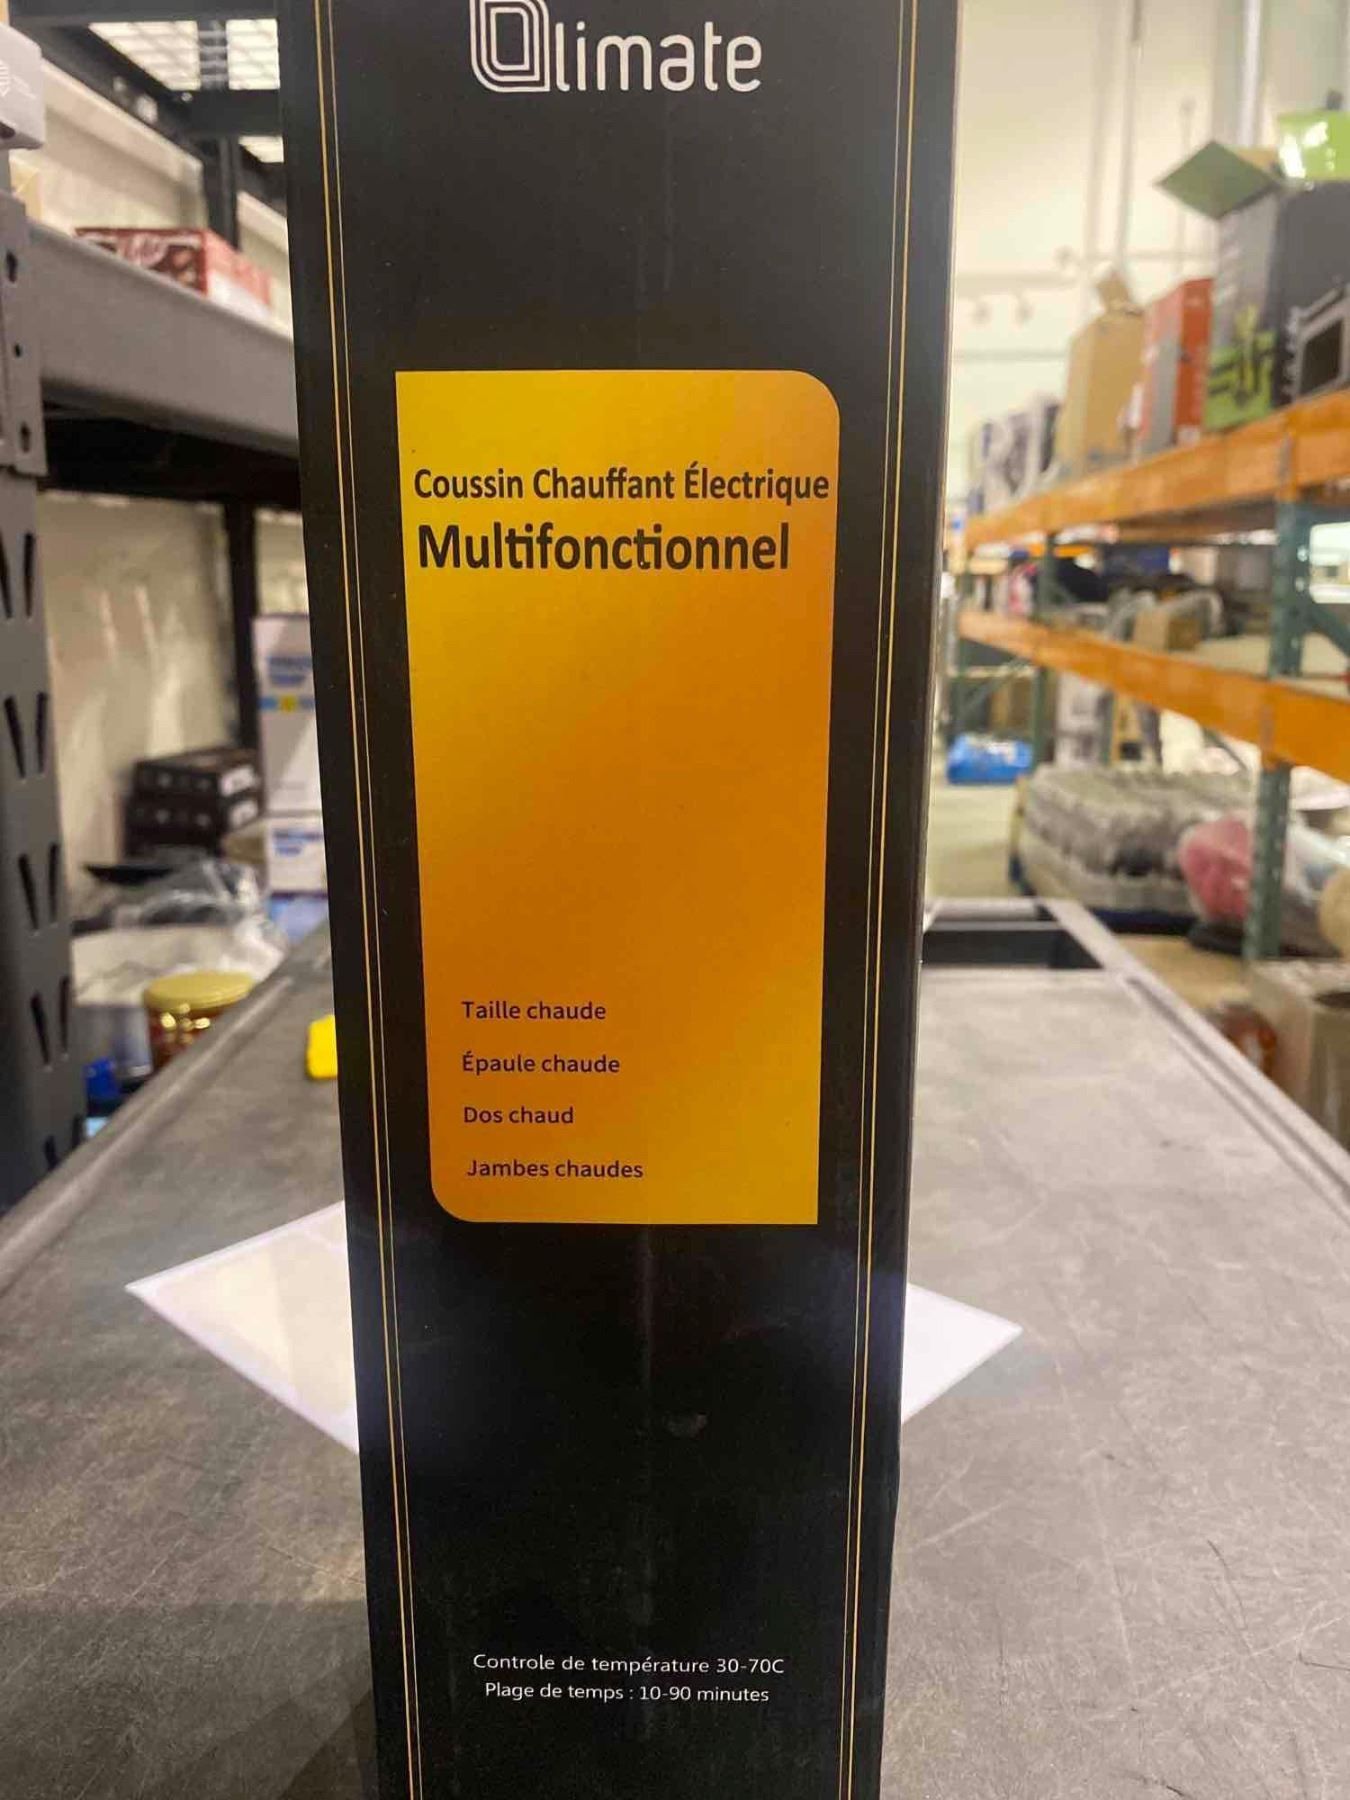 Olimate
Coussin Chauffant Électrique
Multifonctionnel
Taille chaude
Épaule chaude
Dos chaud
Jambes chaudes
Controle de température 30-70C
Plage de temps : 10-90 minutes